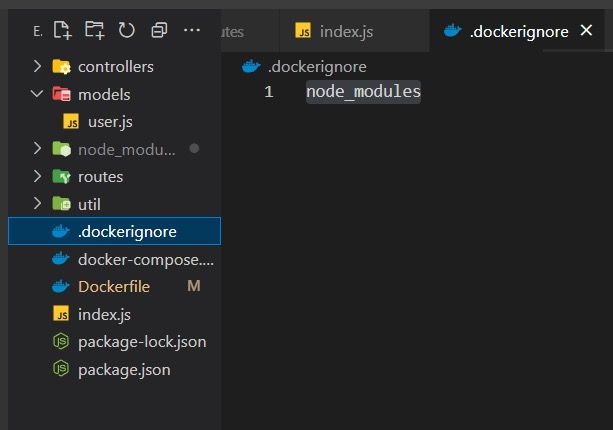 E.
utes
index.js
.dockerignore
controllers
models
user.js
node_modu...
routes
util
.dockerignore
docker-compose....
Dockerfile M
index.js
package-lock.json
package.json
.dockerignore
1 node_modules